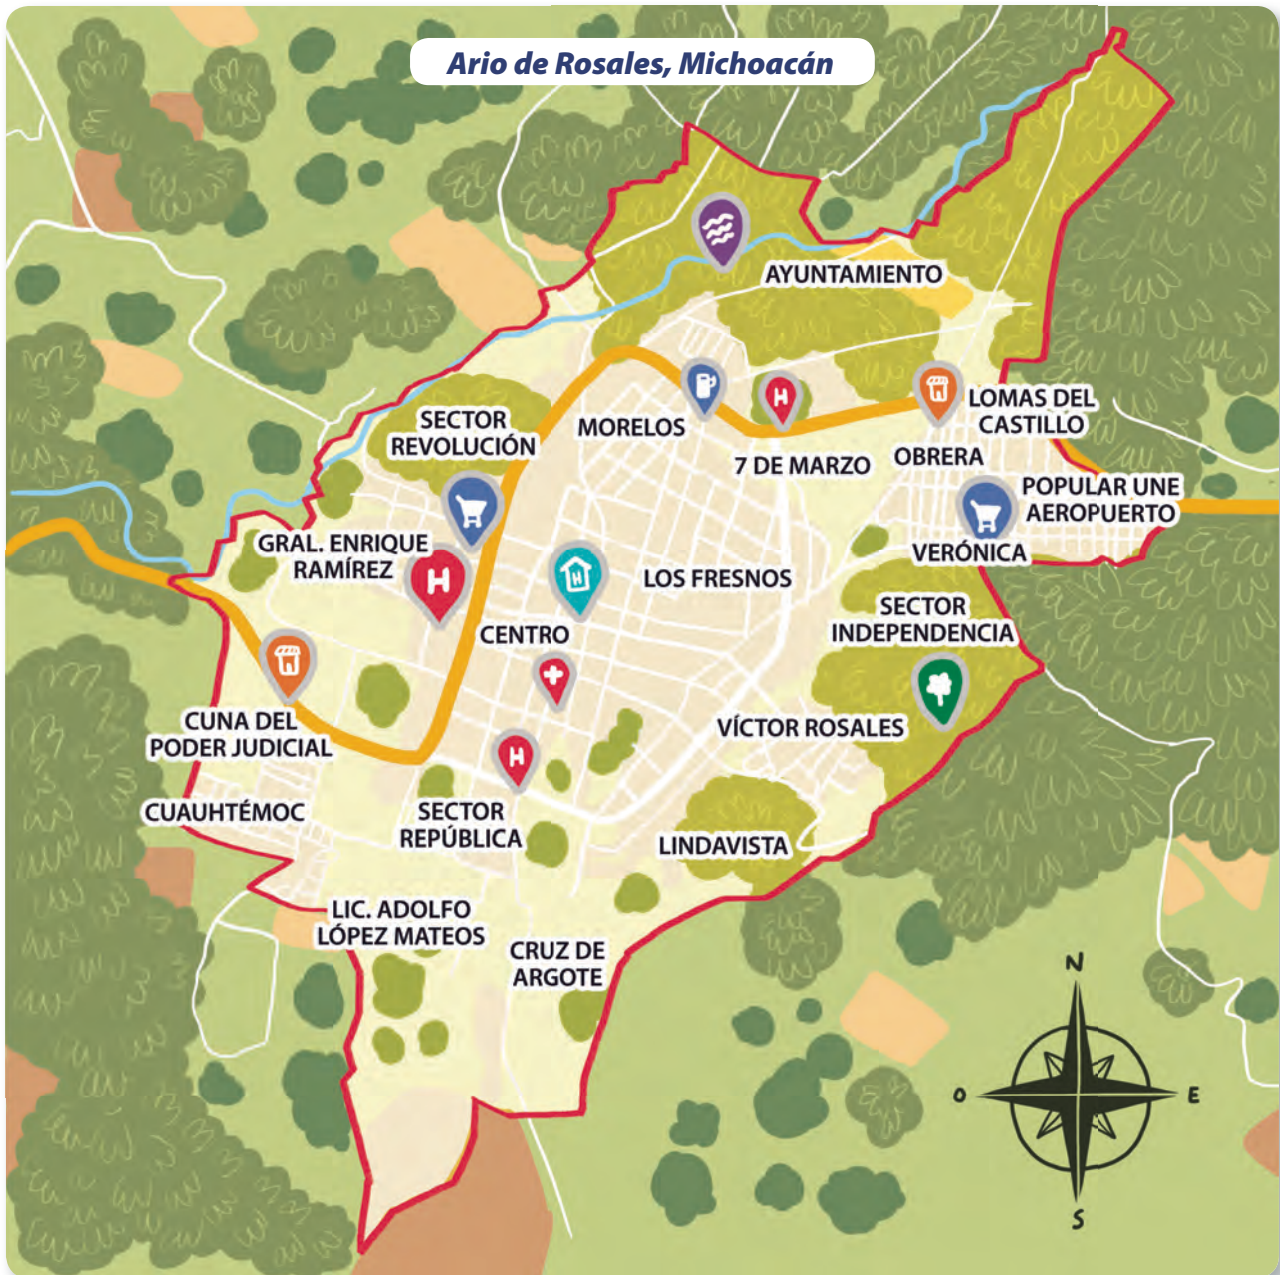 Ario de Rosales, Michoacán
AYUNTAMIENTO
H
LOMAS DEL
CASTILLO
SECTOR
REVOLUCIÓN
MORELOS
7 DE MARZO
OBRERA
POPULAR UNE
AEROPUERTO
GRAL. ENRIQUE
RAMÍREZ
VERÓNICA
H
H
LOS FRESNOS
SECTOR
INDEPENDENCIA
CENTRO
CUNA DEL
PODER JUDICIAL
VÍCTOR ROSALES
H
CUAUHTÉMOC
SECTOR
REPÚBLICA
LINDAVISTA
LIC. ADOLFO
LÓPEZ MATEOS
CRUZ DE
ARGOTE
N
O
E
S